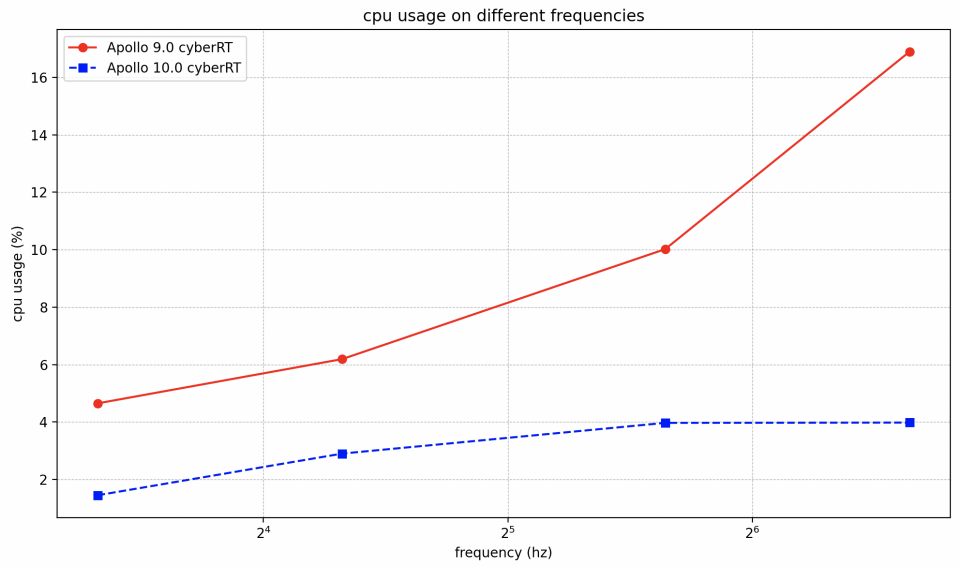 cpu usage on different frequencies
Apollo 9.0 cyberRT
Apollo 10.0 cyberRT
16
14
12
10
8
6
4
2
cpu usage (%)
2⁴ 2⁵ 2⁶
frequency (hz)